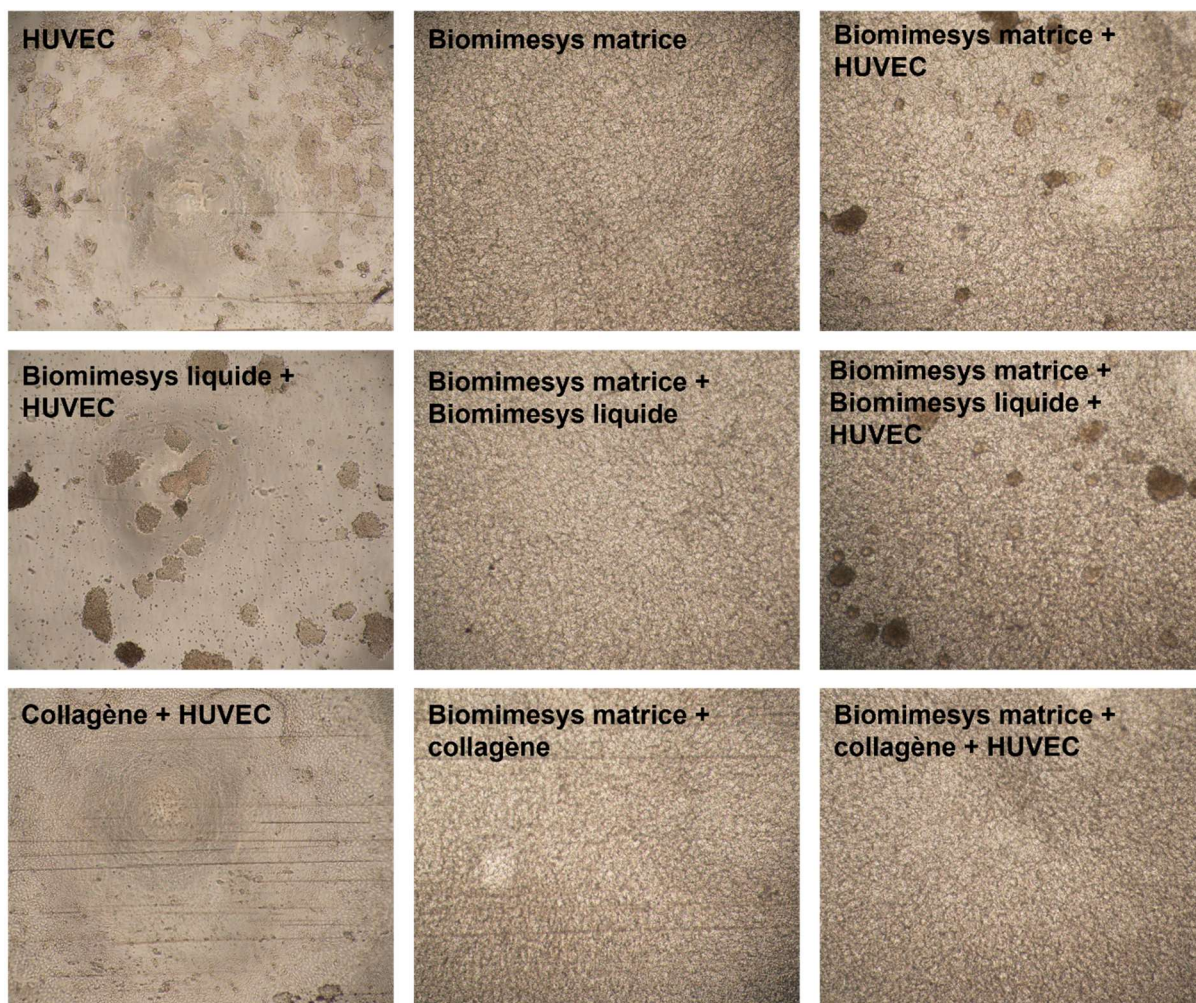 HUVEC
Biomimesys matrice
Biomimesys matrice +
HUVEC
Biomimesys liquide +
HUVEC
Biomimesys matrice +
Biomimesys liquide
Biomimesys matrice +
Biomimesys liquide +
HUVEC
Collagène + HUVEC
Biomimesys matrice +
collagène
Biomimesys matrice +
collagène + HUVEC